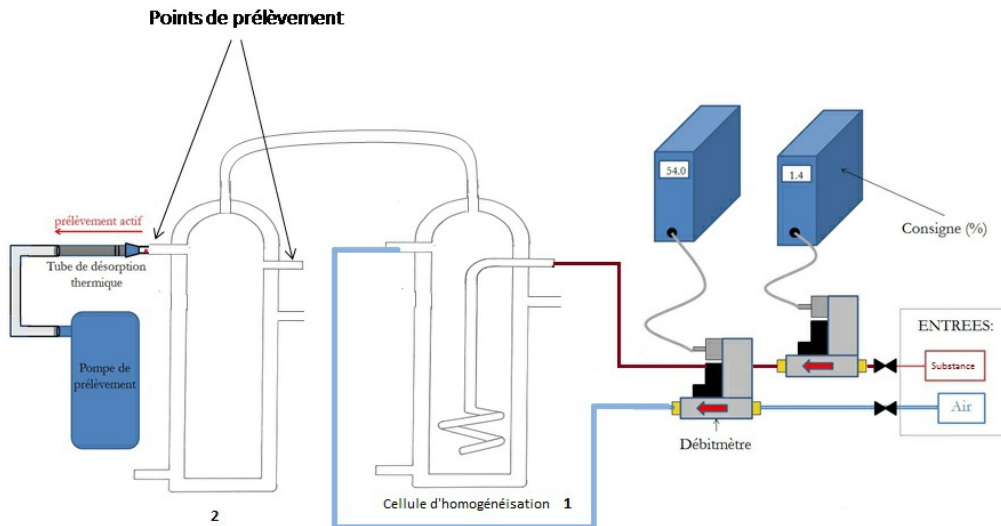 Points de prélèvement
54.0
1.4
Consigne (%)
prélèvement actif
Tube de désorption
thermique
ENTREES:
Substance
Pompe de
prélèvement
Air
Débitmètre
Cellule d'homogénéisation 1
2